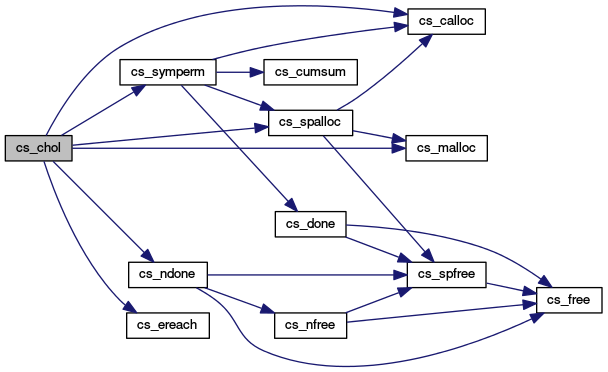 cs_calloc
cs_symperm
cs_cumsum
cs_spalloc
cs_chol
cs_malloc
cs_done
cs_ndone
cs_spfree
cs_free
cs_ereach
cs_nfree